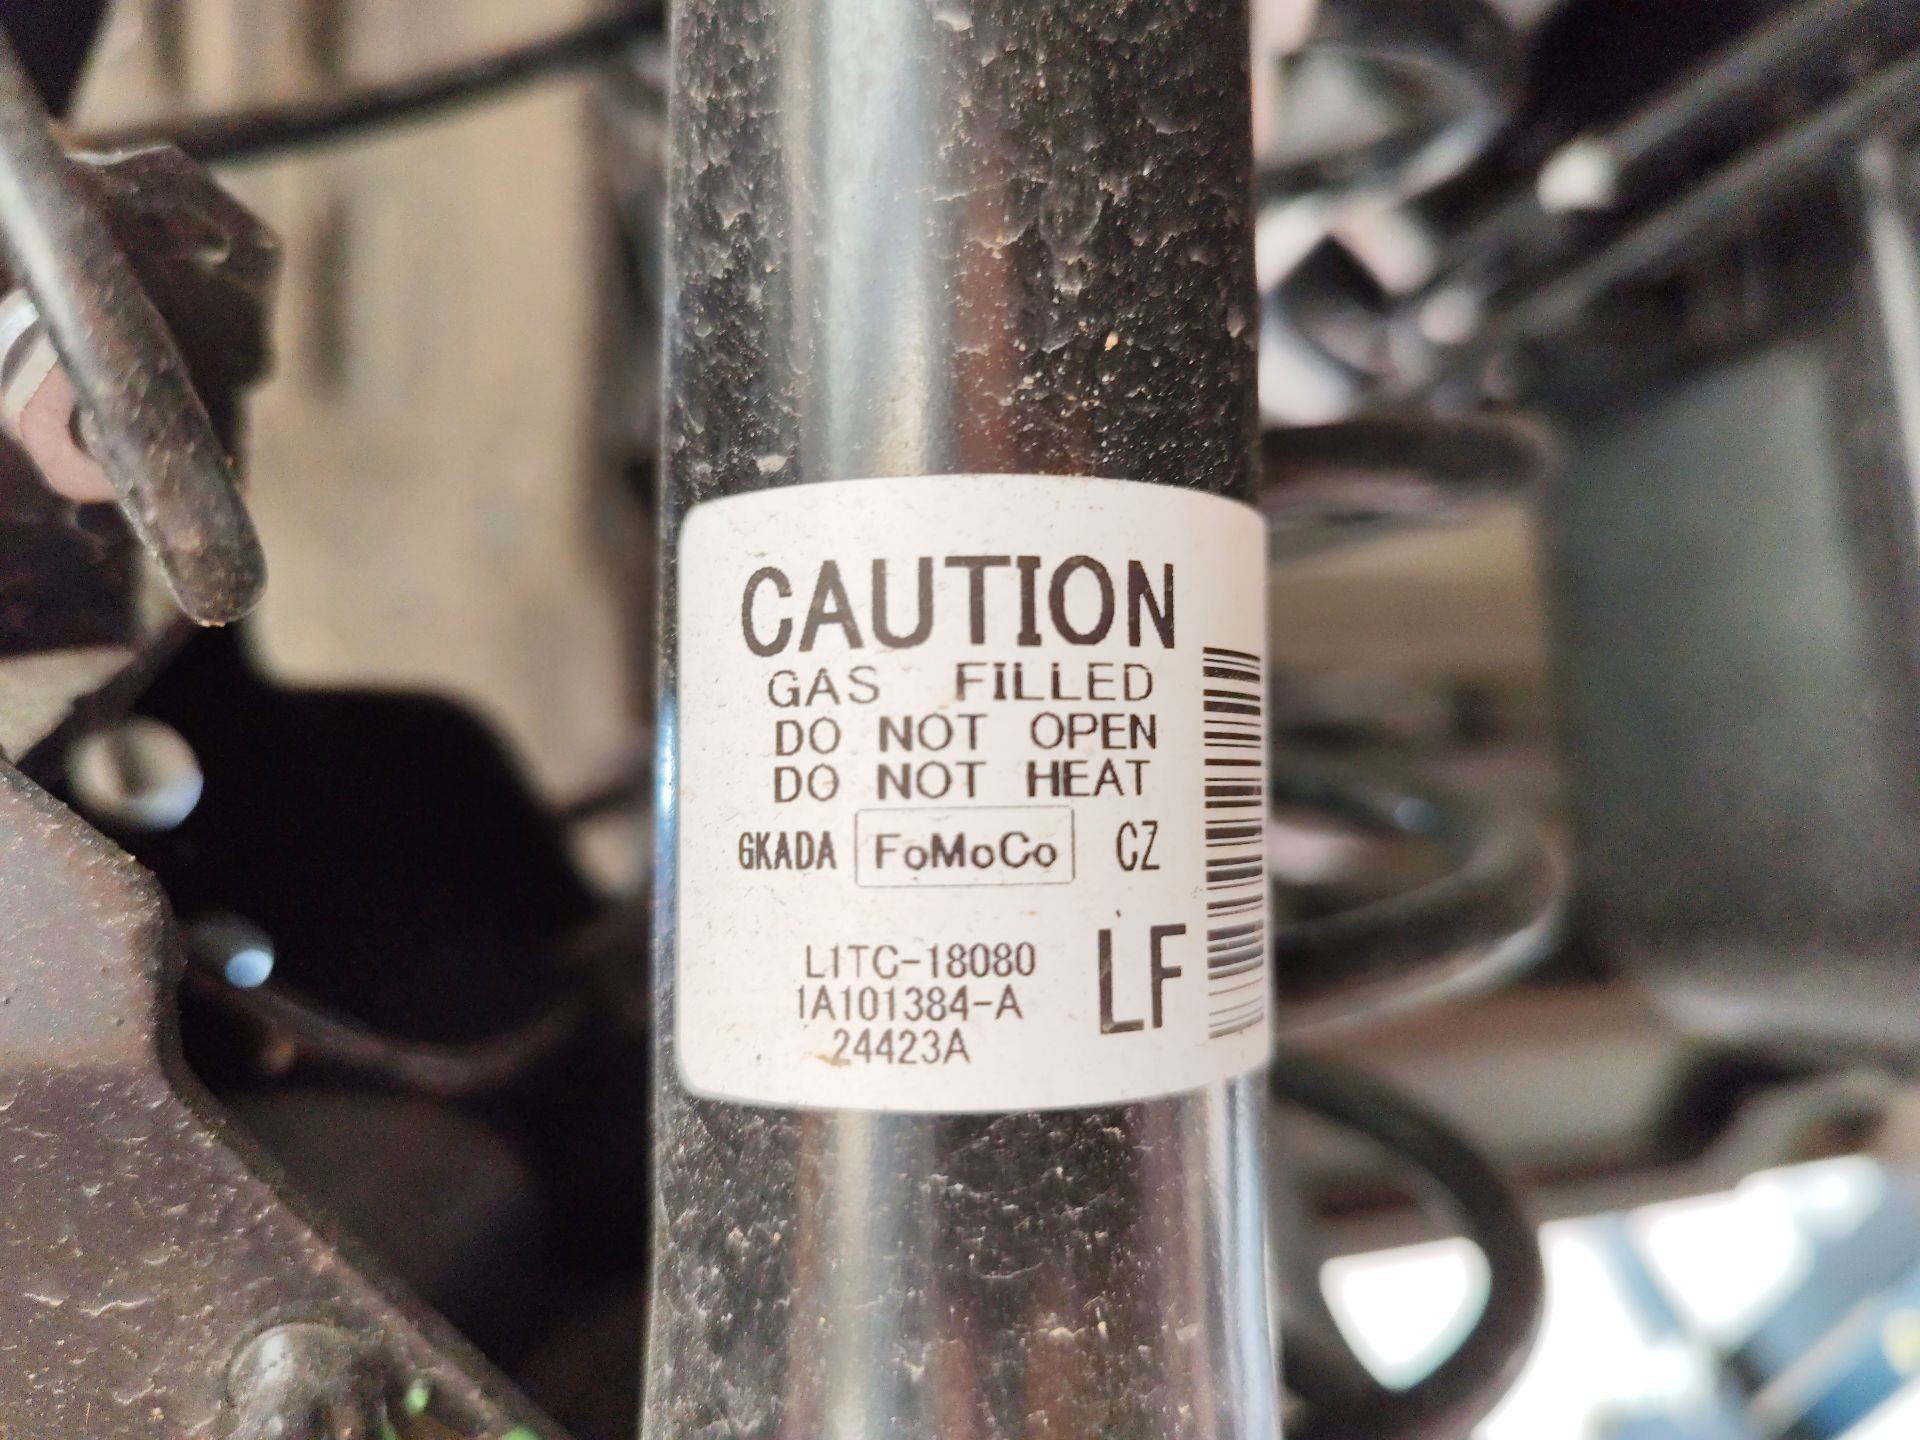 CAUTION
GAS FILLED
DO NOT OPEN
DO NOT HEAT
GKADA FoMoCo CZ
L1TC-18080
1A101384-A
24423A
LF